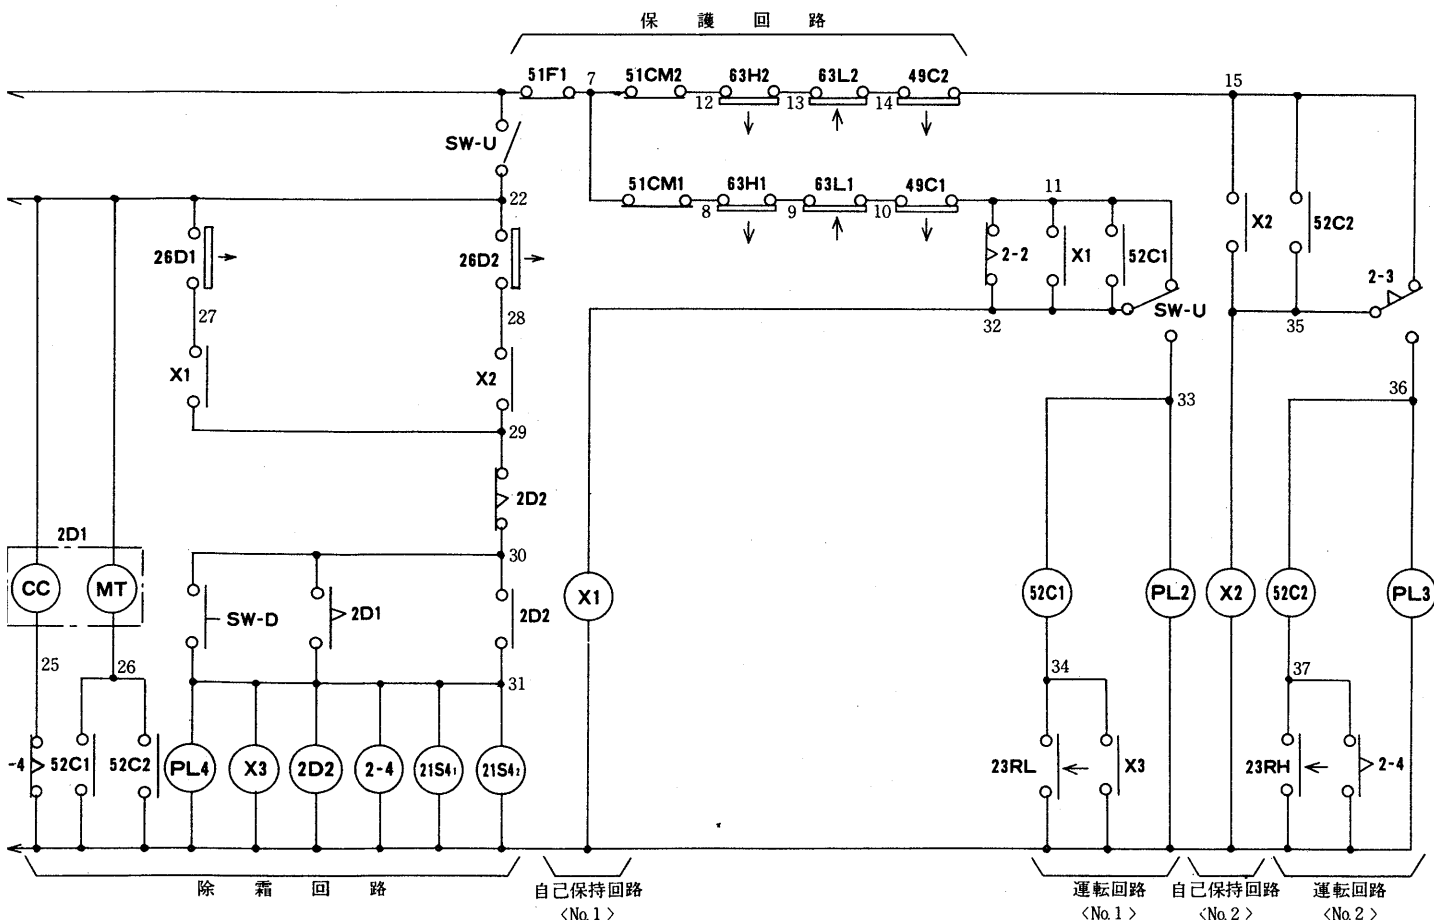 保護回路
51F1 7 51CM2 63H2 63L2 49C2 15
12 13 14
SW-U
22 51CM1 63H1 63L1 49C1 11
8 9 10
26D1 26D2 2-2 X1 52C1 X2 52C2
2-3
27 28 32 SW-U 35
X1 X2
29 33 36
2D2
2D1 30
CC MT SW-D 2D1 2D2 X1 52C1 PL2 X2 52C2 PL3
25 26 31 34 37
-4 52C1 52C2 PL4 X3 2D2 2-4 21S4₁ 21S4₂ 23RL X3 23RH 2-4
除霜回路 自己保持回路 運転回路 自己保持回路 運転回路
〈No.1〉 〈No.1〉 〈No.2〉 〈No.2〉